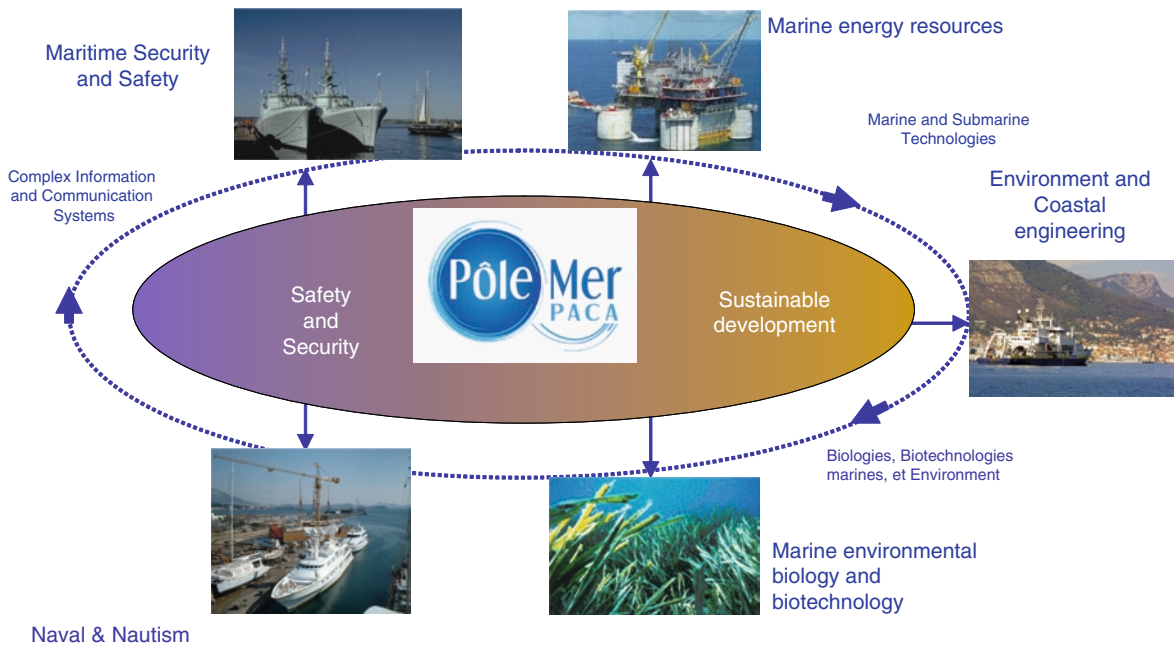 Maritime Security
and Safety
Marine energy resources
Marine and Submarine
Technologies
Complex Information
and Communication
Systems
Environment and
Coastal
engineering
Safety
and
Security
Pôle Mer
PACA
Sustainable
development
Biologies, Biotechnologies
marines, et Environment
Marine environmental
biology and
biotechnology
Naval & Nautism